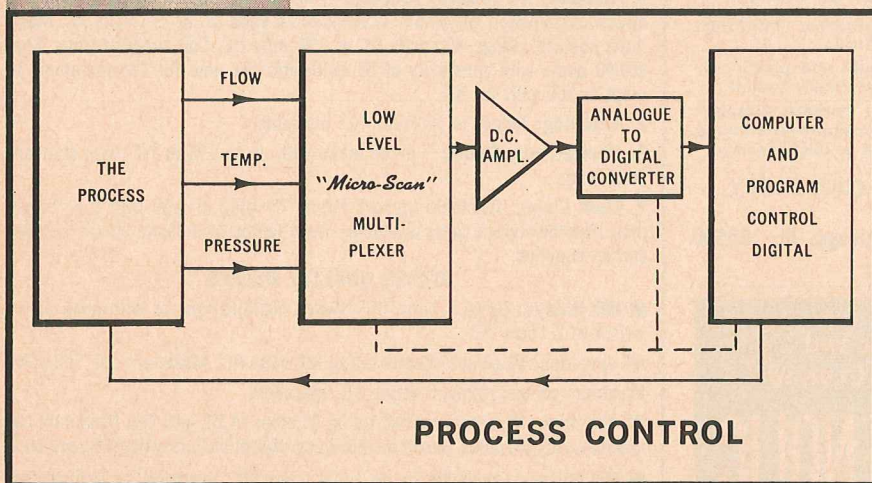 THE
PROCESS
FLOW
TEMP.
PRESSURE
LOW
LEVEL
"Micro-Scan"
MULTI-
PLEXER
D.C.
AMPL.
ANALOGUE
TO
DIGITAL
CONVERTER
COMPUTER
AND
PROGRAM
CONTROL
DIGITAL
PROCESS CONTROL